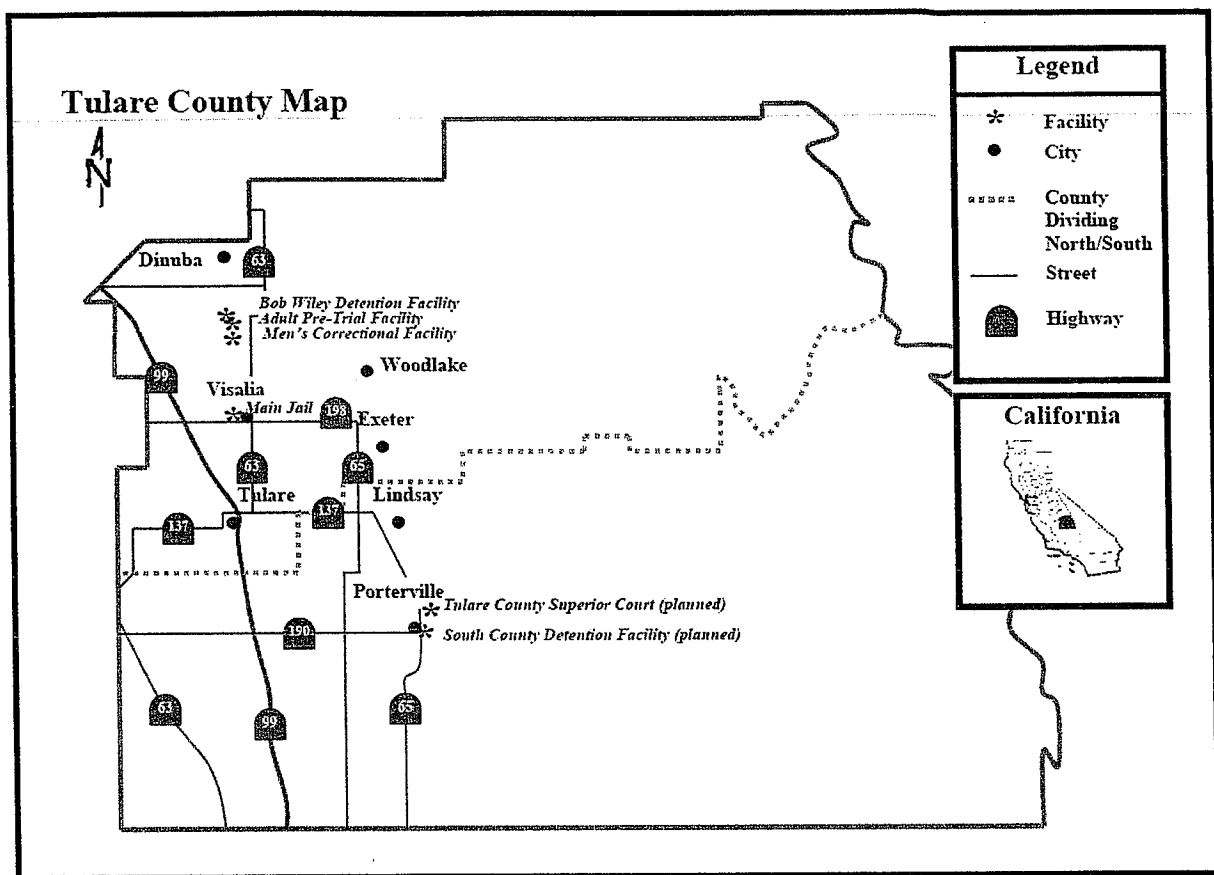 Tulare County Map
N
Legend
Facility
City
County
Dividing
North/South
Street
Highway
California
Dinuba
63
Bob Wiley Detention Facility
Adult Pre-Trial Facility
Men's Correctional Facility
99
Woodlake
Visalia
Main Jail
198
Exeter
63
65
Tulare
Lindsay
137
137
Porterville
Tulare County Superior Court (planned)
190
South County Detention Facility (planned)
63
99
65